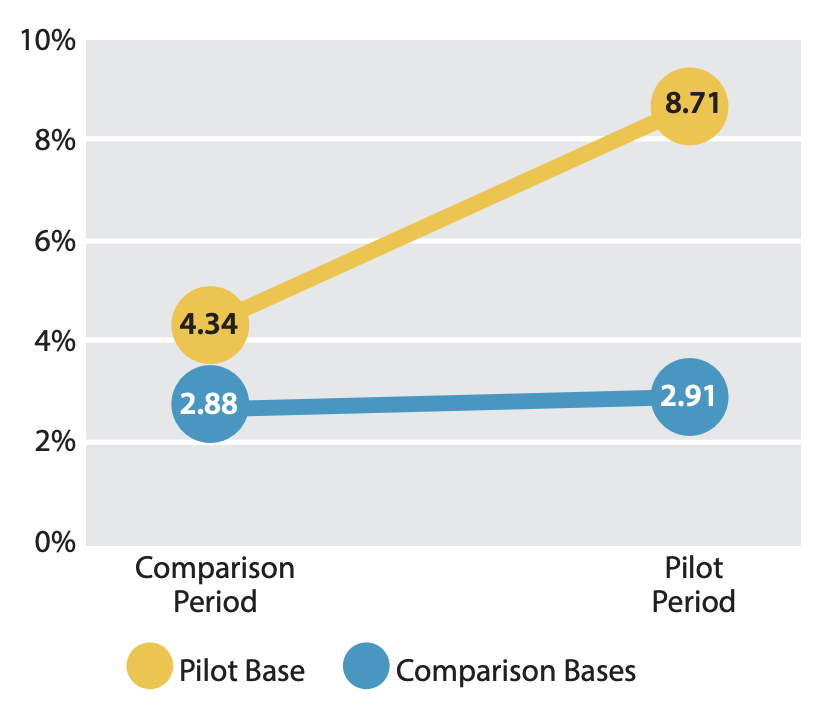 10%
8%
6%
4%
2%
0%
8.71
4.34
2.88
2.91
Comparison
Period
Pilot
Period
Pilot Base
Comparison Bases